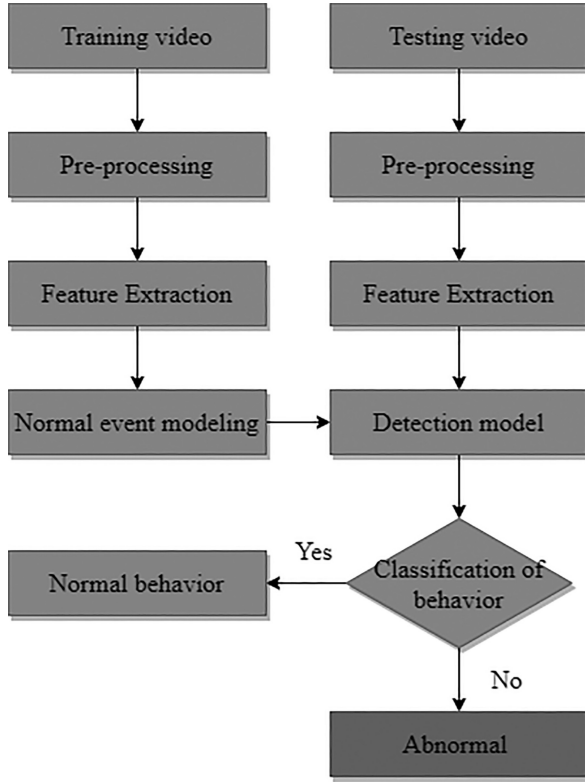 Training video
Testing video
Pre-processing
Pre-processing
Feature Extraction
Feature Extraction
Normal event modeling
Detection model
Yes
Classification of
behavior
Normal behavior
No
Abnormal